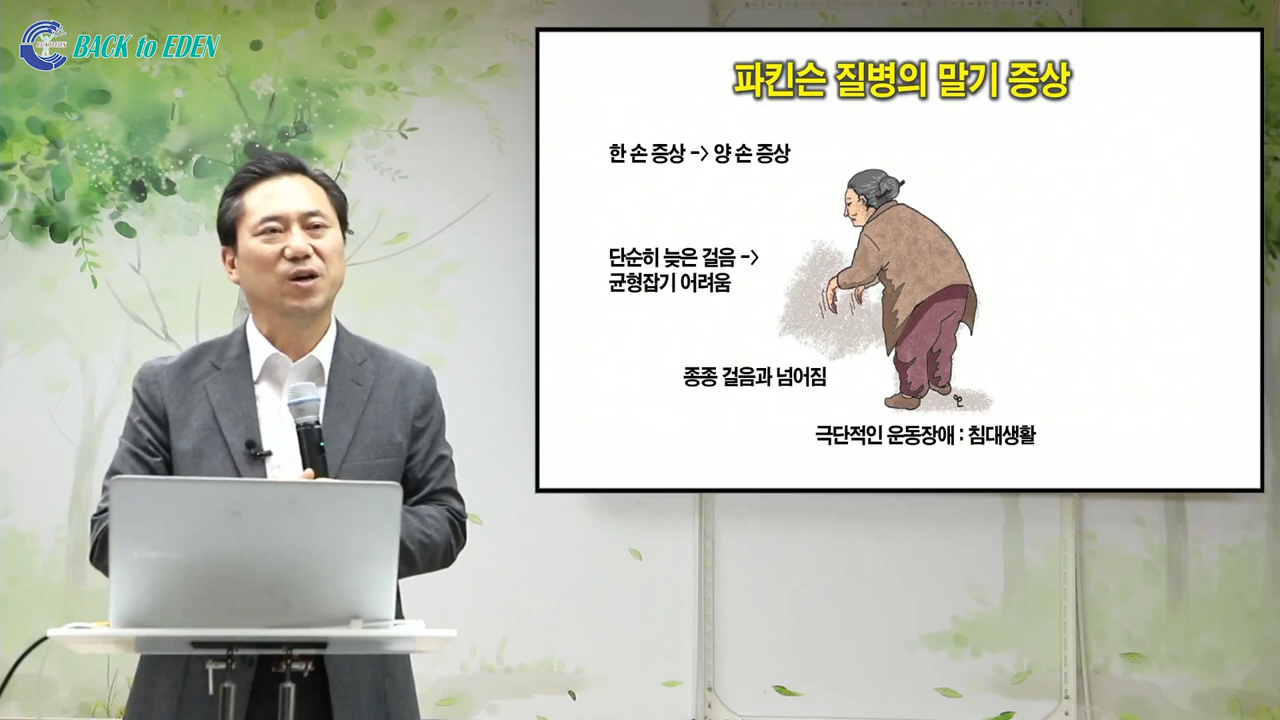 BACK to EDEN
파킨슨 질병의 말기 증상
한 손 증상 -> 양 손 증상
단순히 늦은 걸음 ->
균형잡기 어려움
종종 걸음과 넘어짐
극단적인 운동장애 : 침대생활